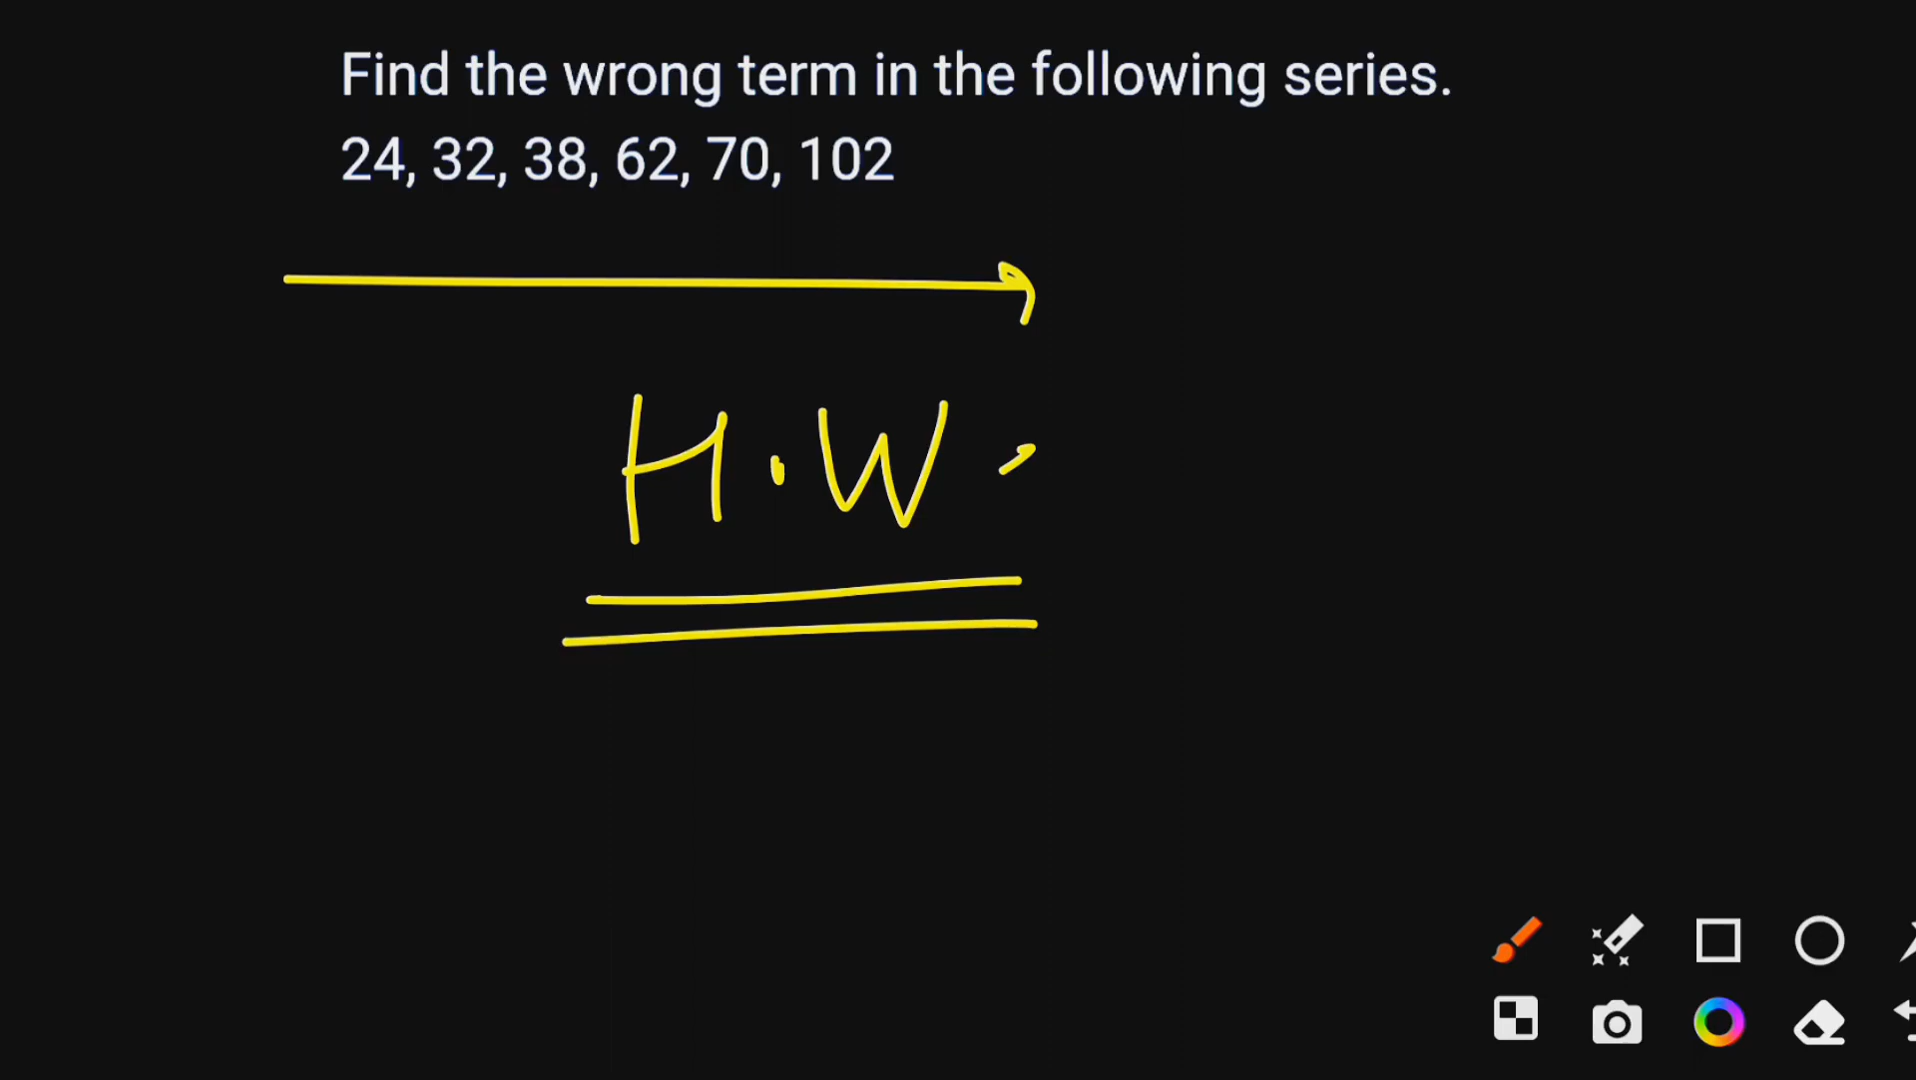 Find the wrong term in the following series.
24, 32, 38, 62, 70, 102
H.W.